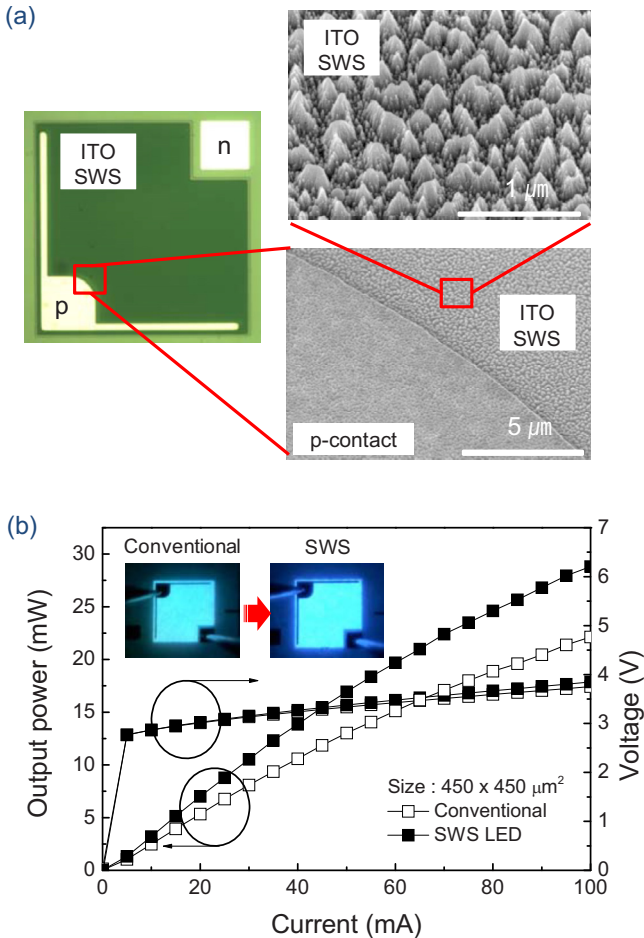 (a)
ITO
SWS
n
ITO
SWS
1 ㎛
p
ITO
SWS
p-contact
5 ㎛
(b)
Conventional
SWS
Output power (mW)
30
25
20
15
10
5
0
Voltage (V)
7
6
5
4
3
2
1
0
Size : 450 x 450 μm²
Conventional
SWS LED
0
20
40
60
80
100
Current (mA)